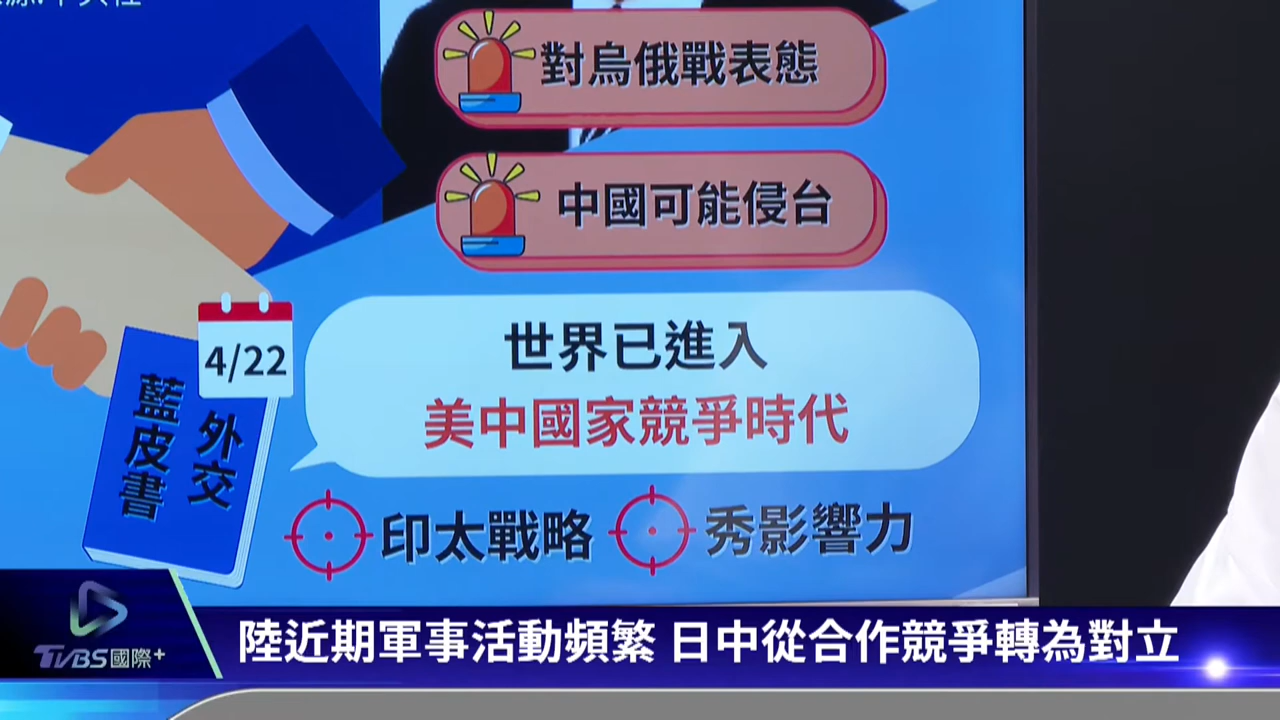 對烏俄戰表態
中國可能侵台
4/22
世界已進入
美中國家競爭時代
外交
藍皮書
印太戰略
秀影響力
TVBS國際+
陸近期軍事活動頻繁 日中從合作競爭轉為對立